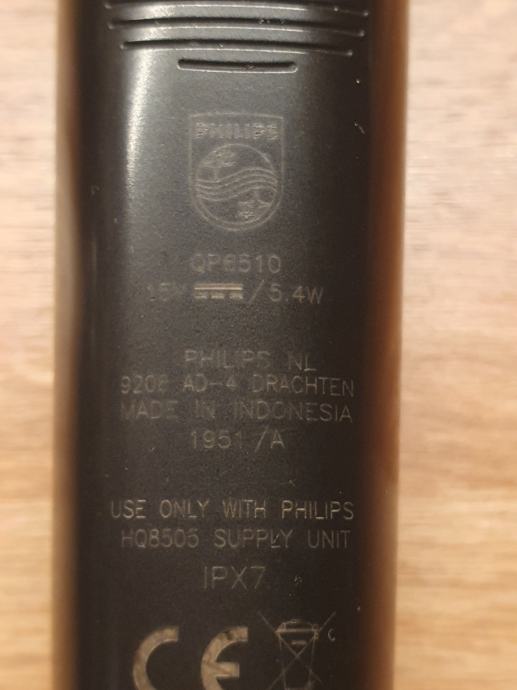 PHILIPS
QP6510
15V / 5.4W
PHILIPS NL
9206 AD-4 DRACHTEN
MADE IN INDONESIA
1951 /A
USE ONLY WITH PHILIPS
HQ8505 SUPPLY UNIT
IPX7
CE
C